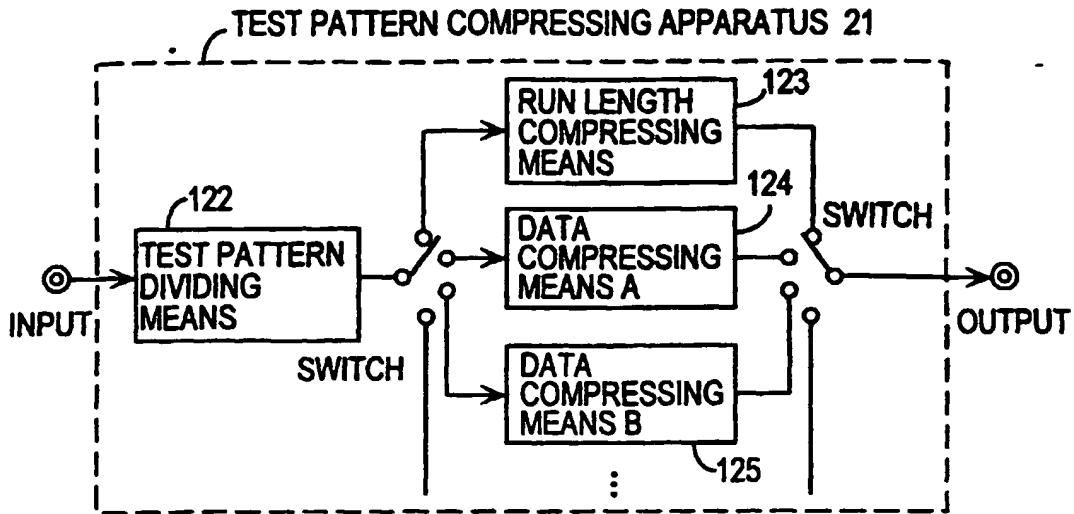 TEST PATTERN COMPRESSING APPARATUS 21
123
RUN LENGTH
COMPRESSING
MEANS
122
TEST PATTERN
DIVIDING
MEANS
124
DATA
COMPRESSING
MEANS A
SWITCH
INPUT
OUTPUT
SWITCH
DATA
COMPRESSING
MEANS B
125